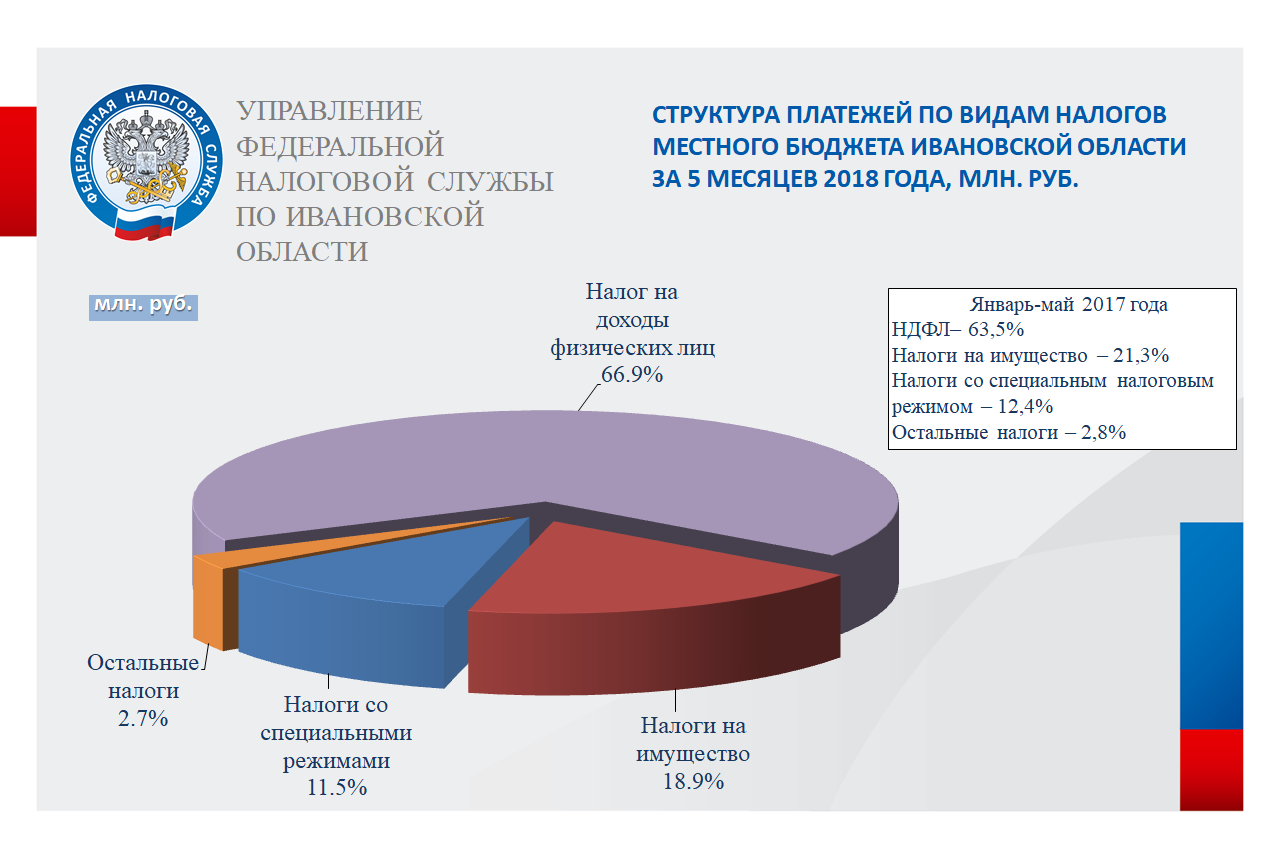 ФЕДЕРАЛЬНАЯ НАЛОГОВАЯ СЛУЖБА
УПРАВЛЕНИЕ
ФЕДЕРАЛЬНОЙ
НАЛОГОВОЙ СЛУЖБЫ
ПО ИВАНОВСКОЙ
ОБЛАСТИ
СТРУКТУРА ПЛАТЕЖЕЙ ПО ВИДАМ НАЛОГОВ
МЕСТНОГО БЮДЖЕТА ИВАНОВСКОЙ ОБЛАСТИ
ЗА 5 МЕСЯЦЕВ 2018 ГОДА, МЛН. РУБ.
млн. руб.
Налог на
доходы
физических лиц
66.9%
Январь-май 2017 года
НДФЛ– 63,5%
Налоги на имущество – 21,3%
Налоги со специальным налоговым
режимом – 12,4%
Остальные налоги – 2,8%
Остальные
налоги
2.7%
Налоги со
специальными
режимами
11.5%
Налоги на
имущество
18.9%